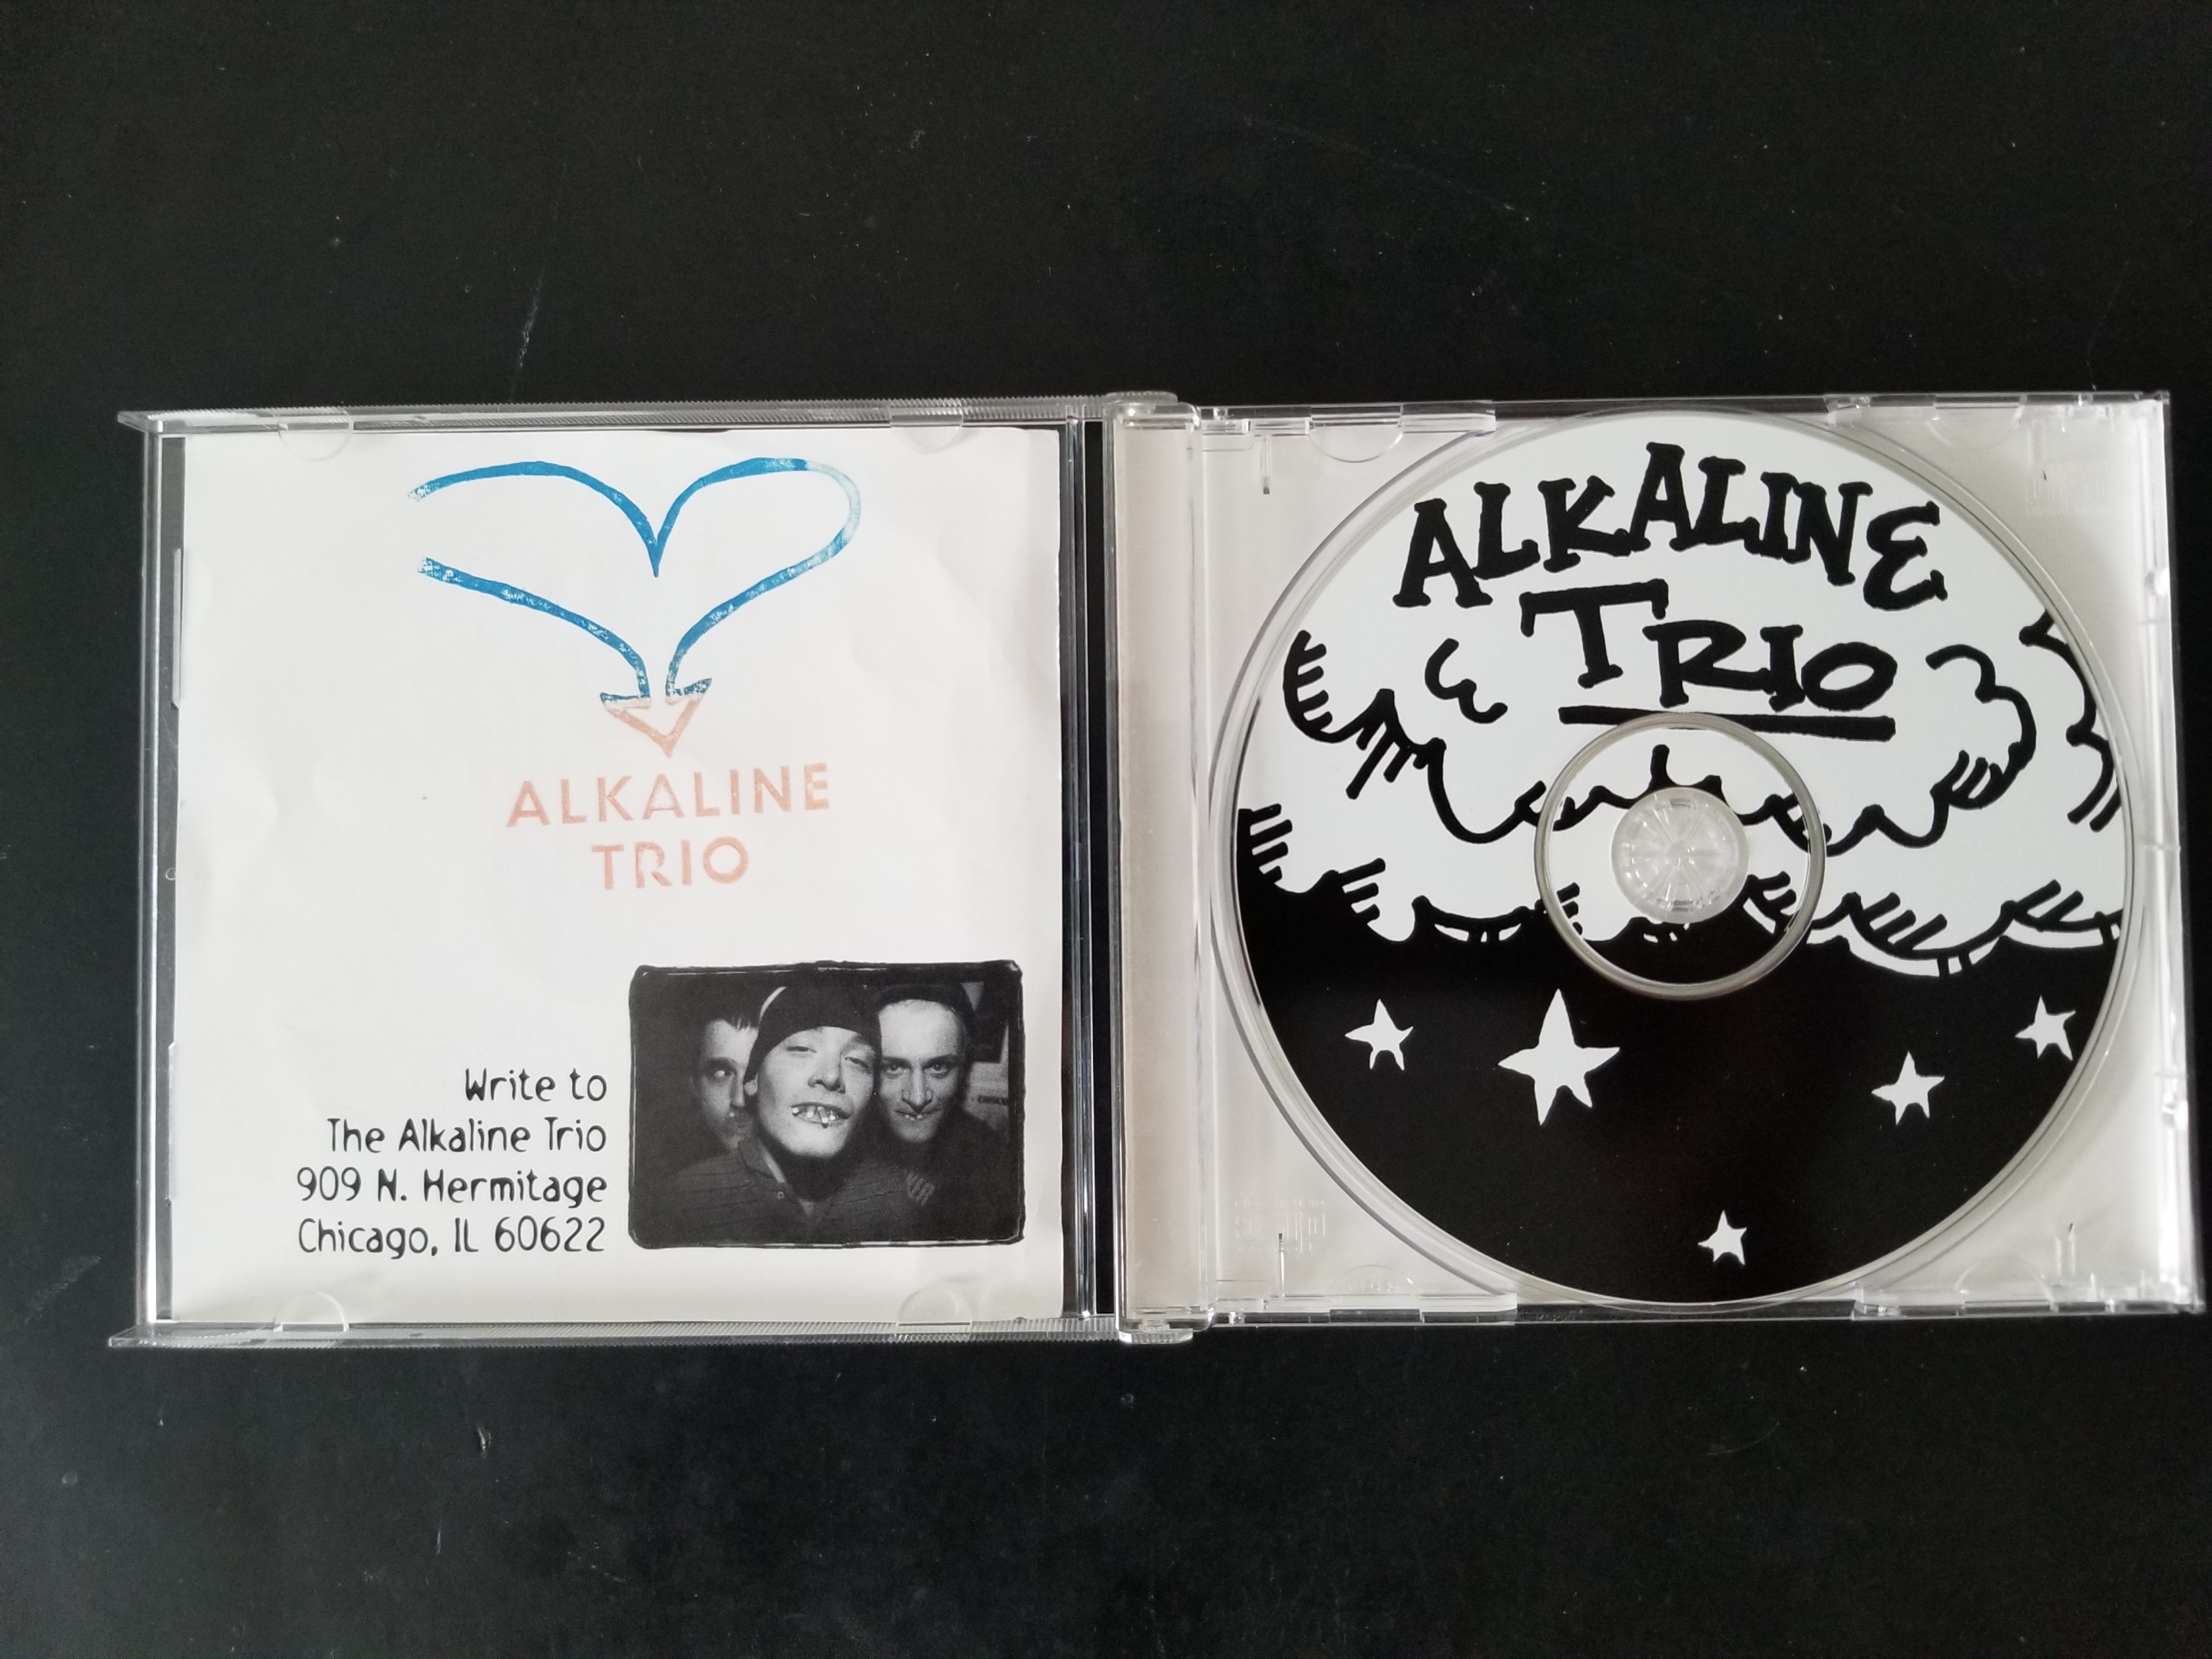 ALKALINE
TRIO
Write to
The Alkaline Trio
909 N. Hermitage
Chicago, IL 60622
ALKALINE
TRIO